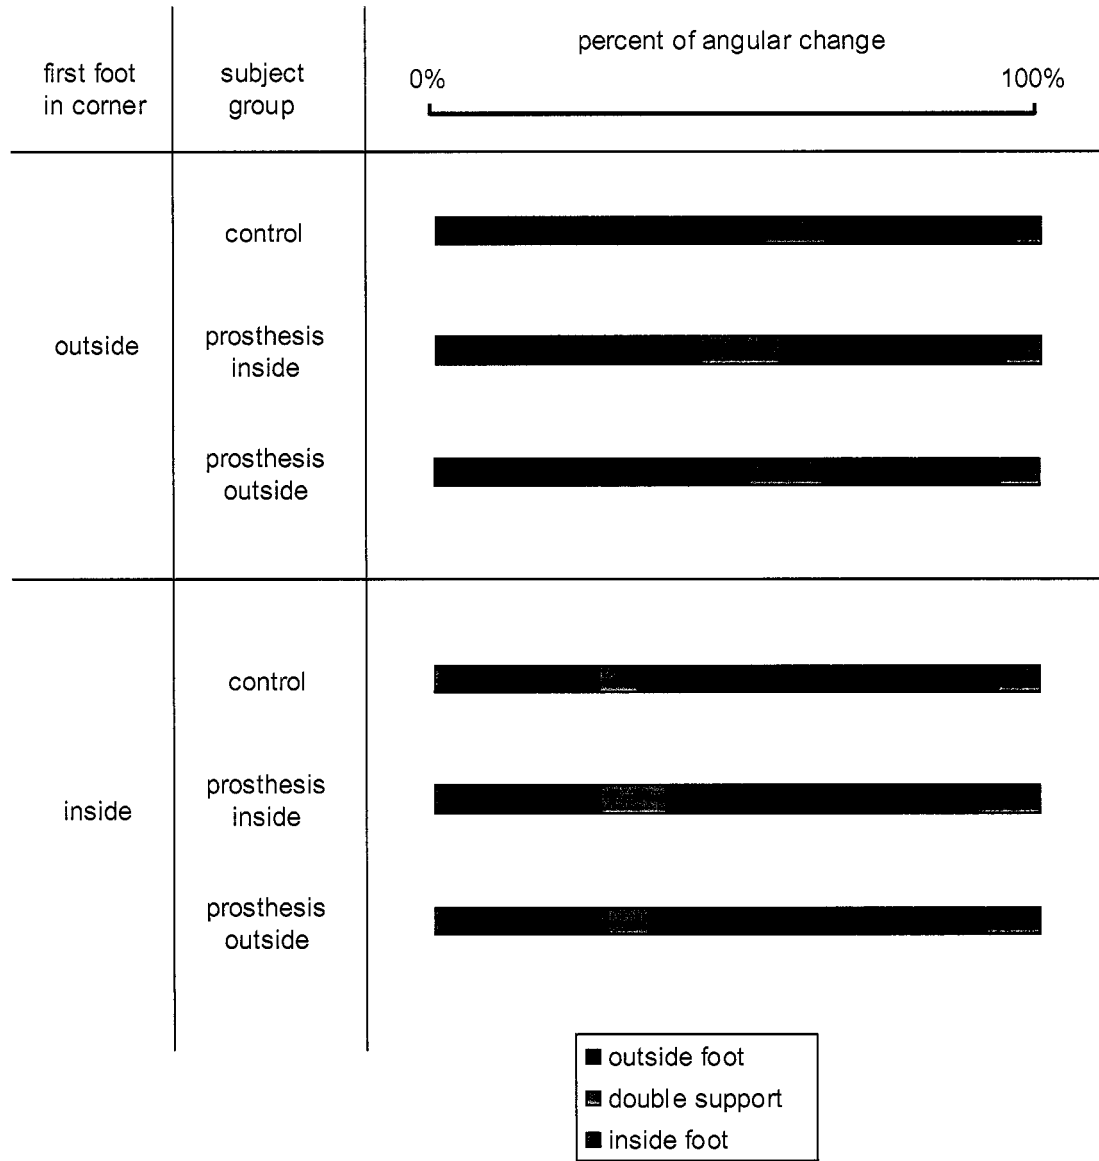 percent of angular change
first foot
in corner
subject
group
0%
100%
outside
control
prosthesis
inside
prosthesis
outside
inside
control
prosthesis
inside
prosthesis
outside
outside foot
double support
inside foot